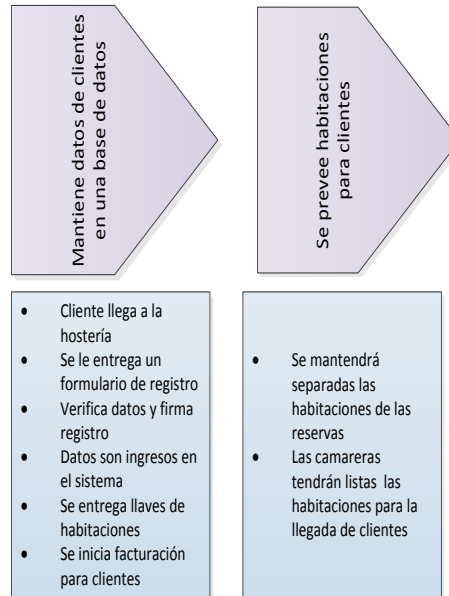 Mantiene datos de clientes
en una base de datos
Se prevee habitaciones
para clientes
• Cliente llega a la
hostería
• Se le entrega un
formulario de registro
• Verifica datos y firma
registro
• Datos son ingresos en
el sistema
• Se entrega llaves de
habitaciones
• Se inicia facturación
para clientes
• Se mantendrá
separadas las
habitaciones de las
reservas
• Las camareras
tendrán listas las
habitaciones para la
llegada de clientes